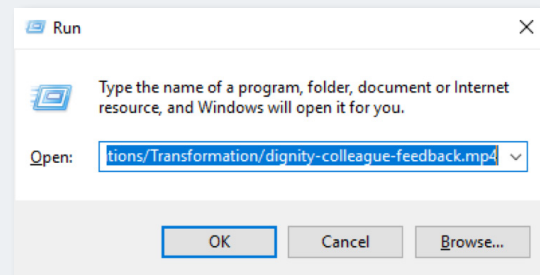 Run
Type the name of a program, folder, document or Internet
resource, and Windows will open it for you.
Open:
tions/Transformation/dignity-colleague-feedback.mp4
OK
Cancel
Browse...